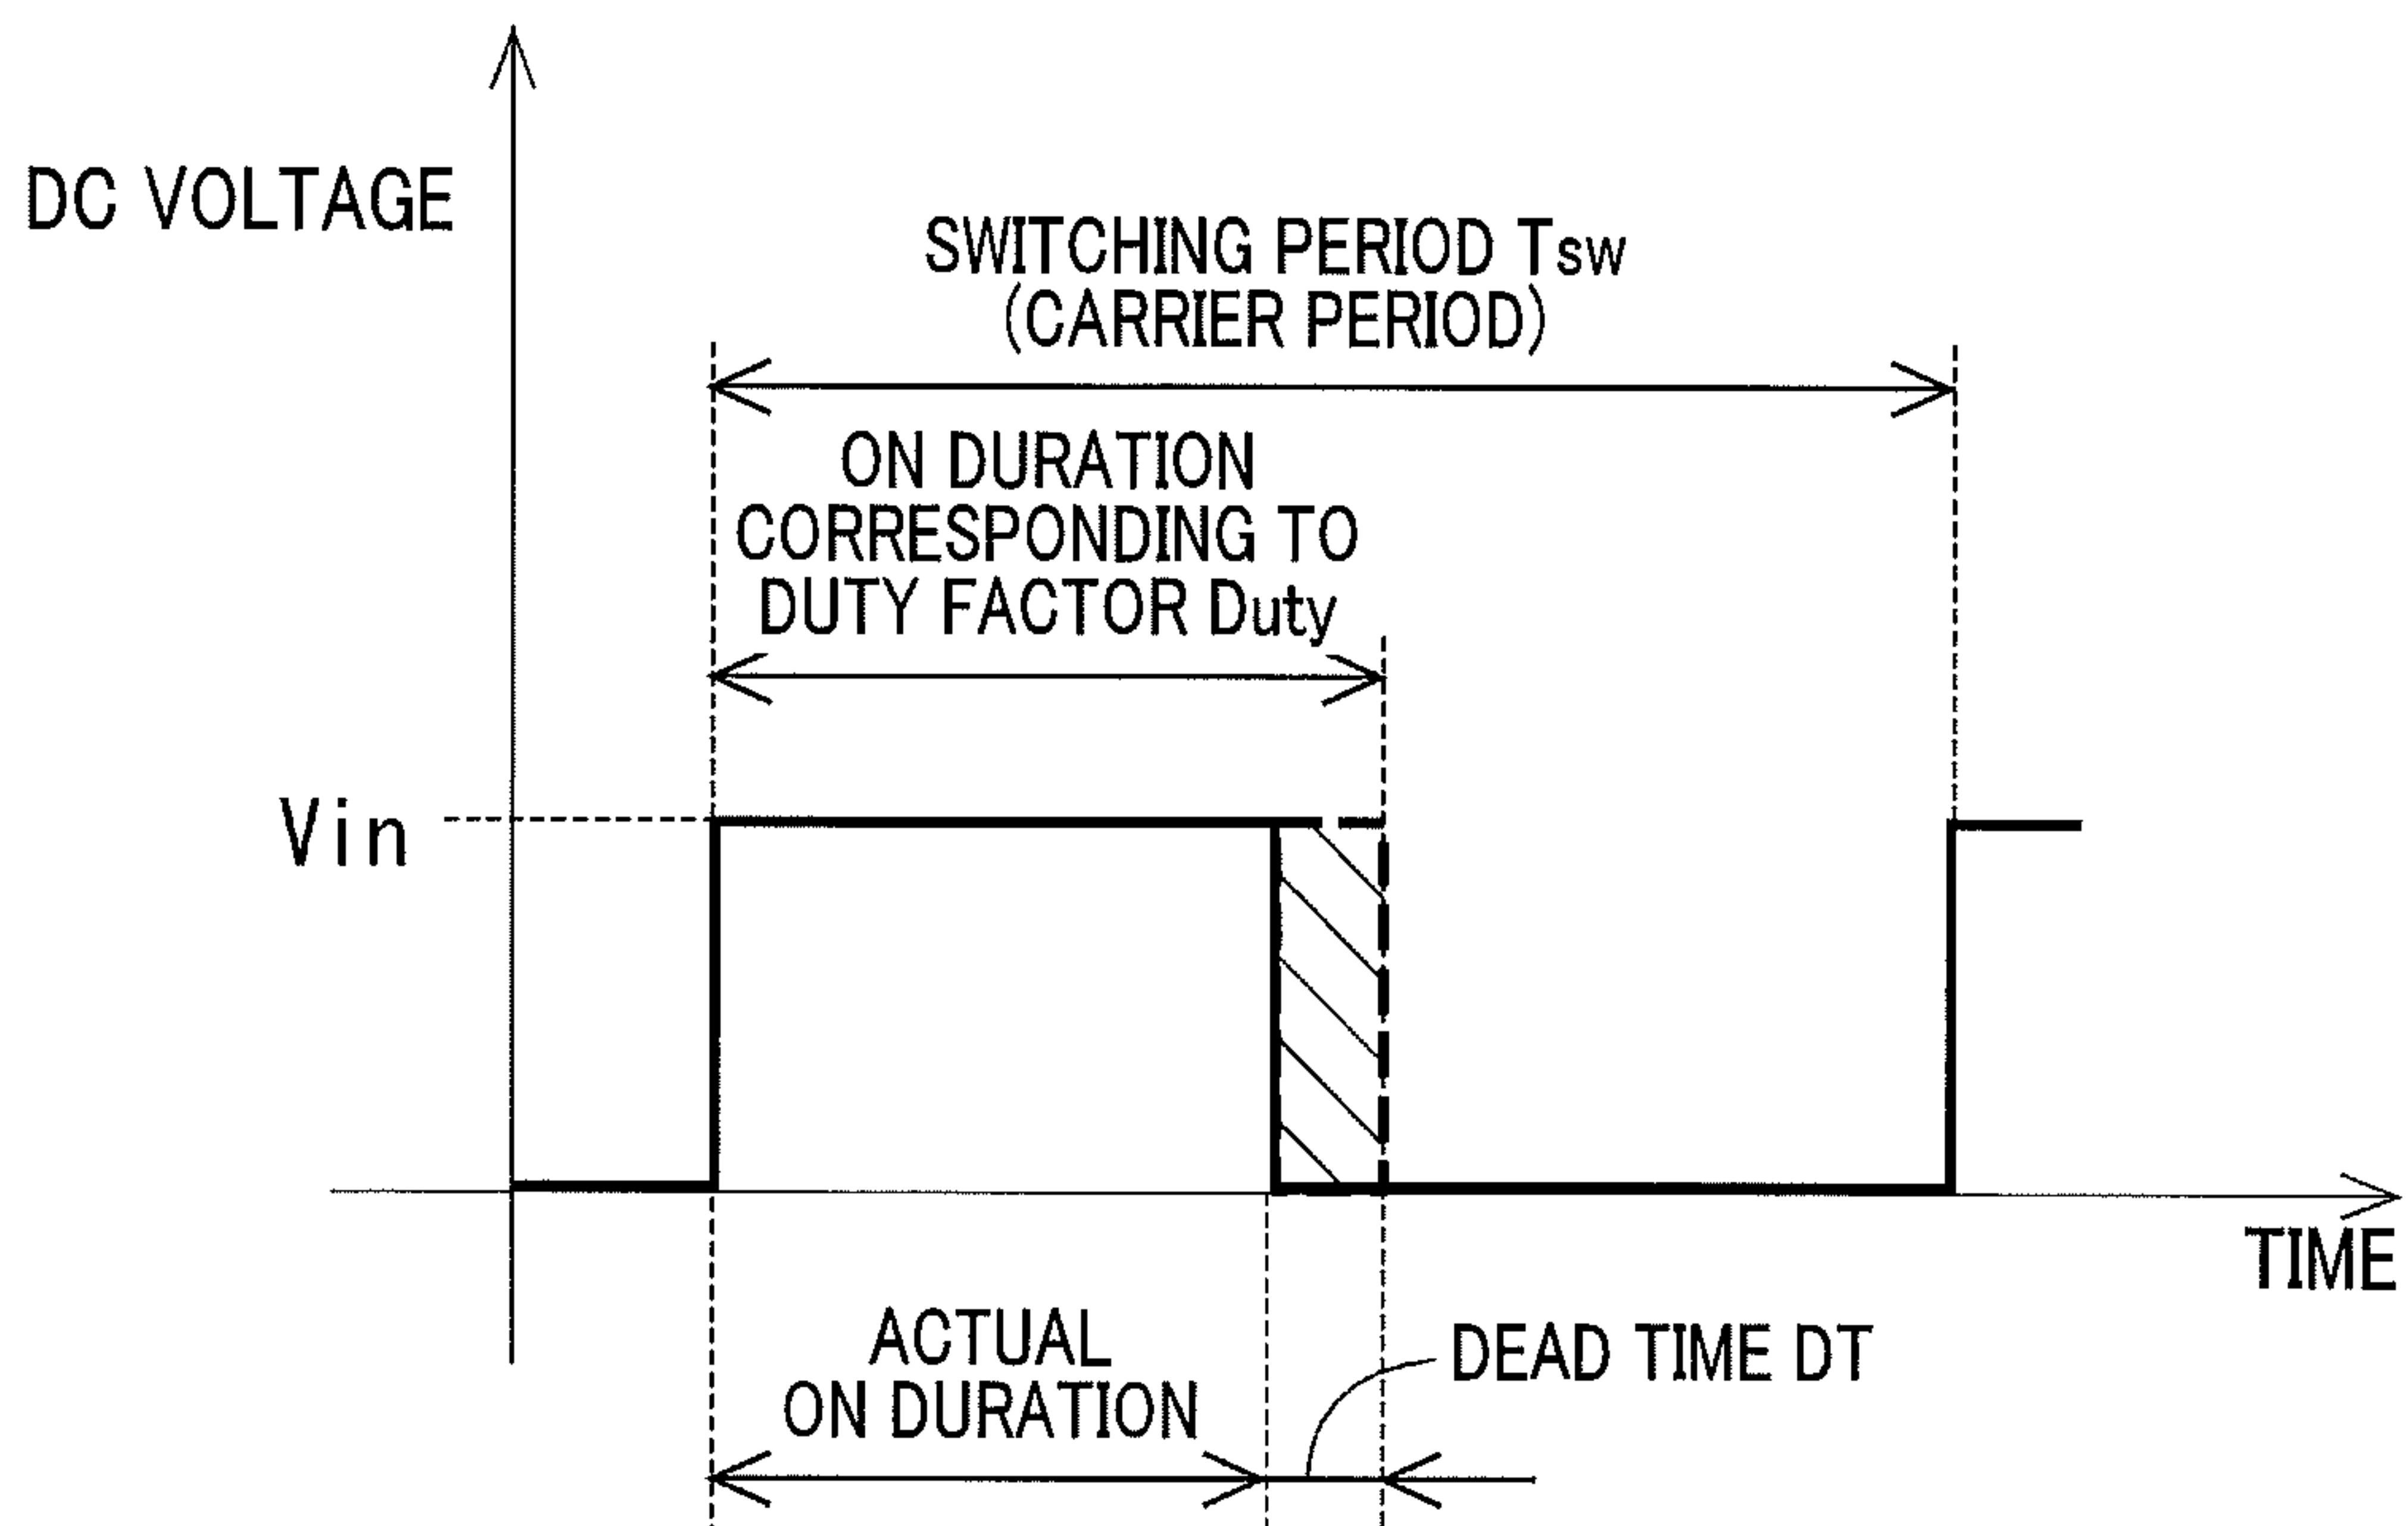 DC VOLTAGE
SWITCHING PERIOD Tsw
(CARRIER PERIOD)
ON DURATION
CORRESPONDING TO
DUTY FACTOR Duty
Vin
TIME
ACTUAL
ON DURATION
DEAD TIME DT